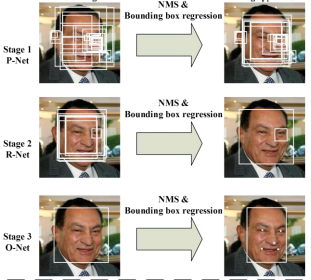 NMS &
Bounding box regression
Stage 1
P-Net
NMS &
Bounding box regression
Stage 2
R-Net
NMS &
Bounding box regression
Stage 3
O-Net